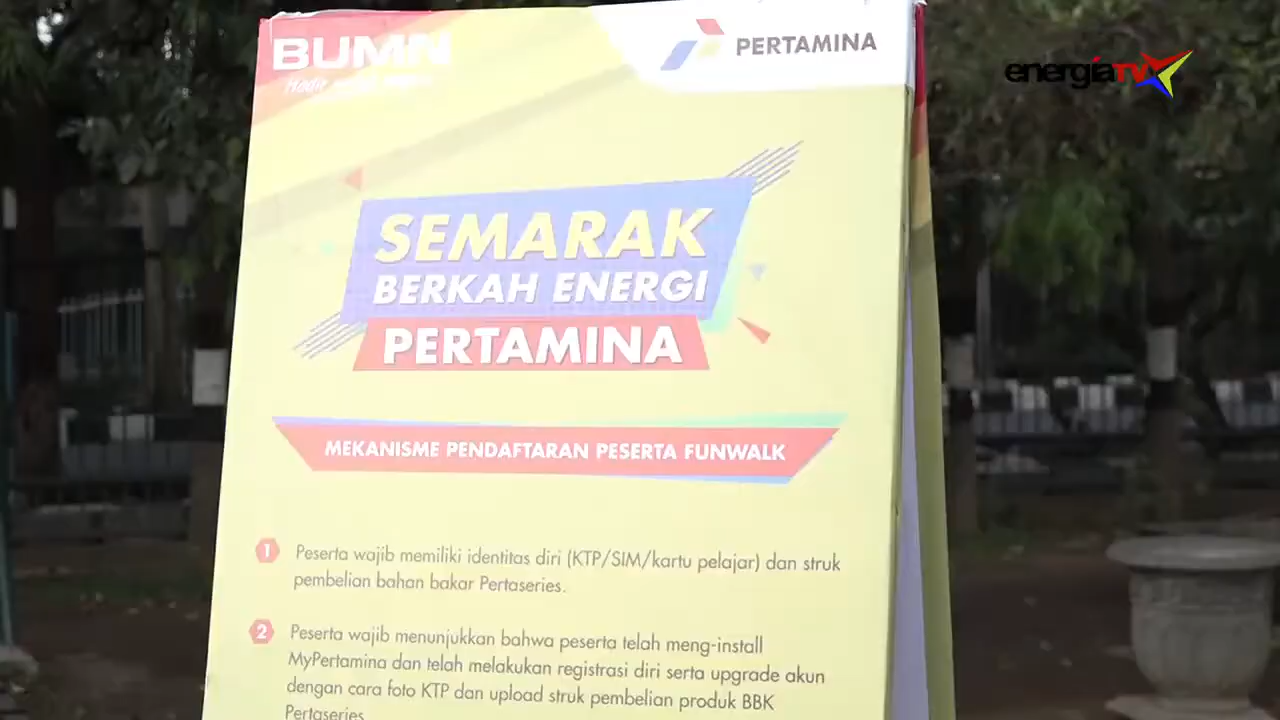 BUMN
PERTAMINA
energiaTV
SEMARAK
BERKAH ENERGI
PERTAMINA
MEKANISME PENDAFTARAN PESERTA FUNWALK
1 Peserta wajib memiliki identitas diri (KTP/SIM/kartu pelajar) dan struk
pembelian bahan bakar Pertaseries.
2 Peserta wajib menunjukkan bahwa peserta telah meng-install
MyPertamina dan telah melakukan registrasi diri serta upgrade akun
dengan cara foto KTP dan upload struk pembelian produk BBK
Pertaseries